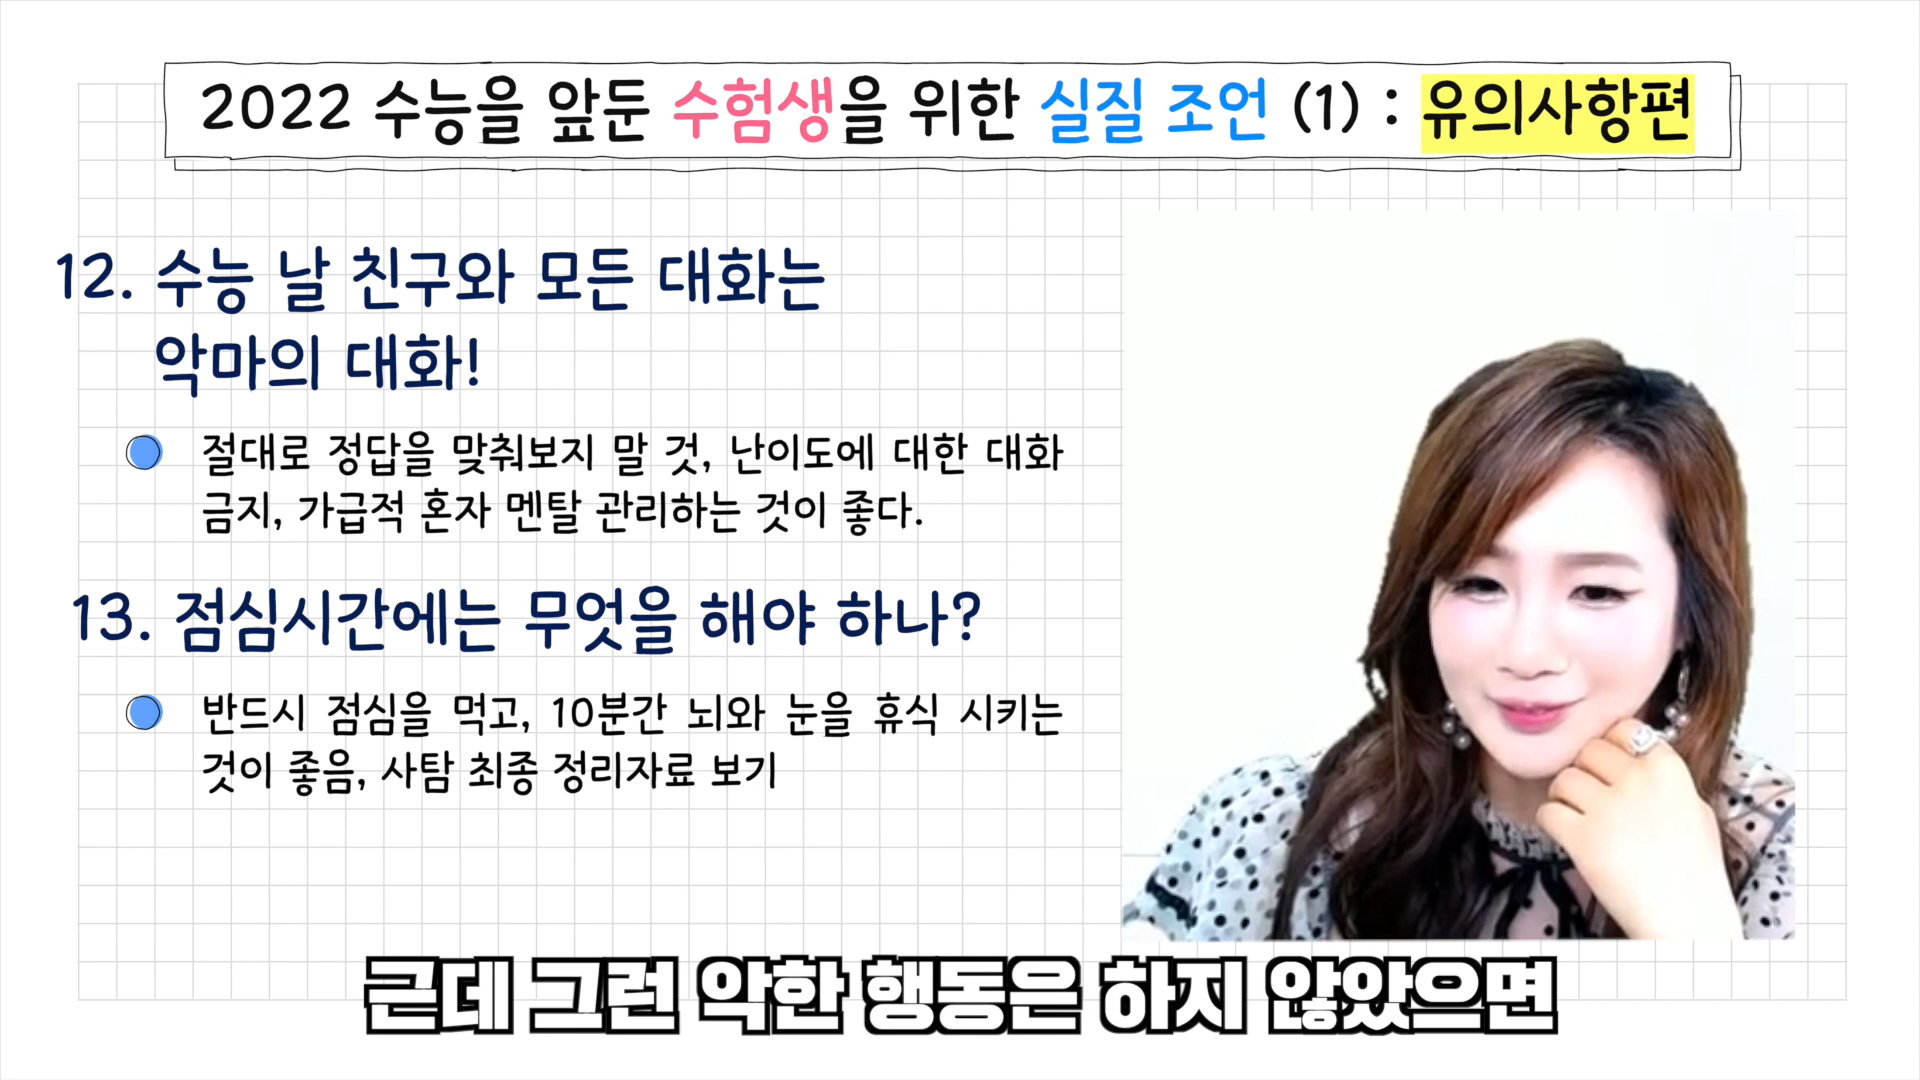 2022 수능을 앞둔 수험생을 위한 실질 조언 (1) : 유의사항편
12. 수능 날 친구와 모든 대화는
악마의 대화!
절대로 정답을 맞춰보지 말 것, 난이도에 대한 대화
금지, 가급적 혼자 멘탈 관리하는 것이 좋다.
13. 점심시간에는 무엇을 해야 하나?
반드시 점심을 먹고, 10분간 뇌와 눈을 휴식 시키는
것이 좋음, 사탐 최종 정리자료 보기
근데 그런 악한 행동은 하지 않았으면